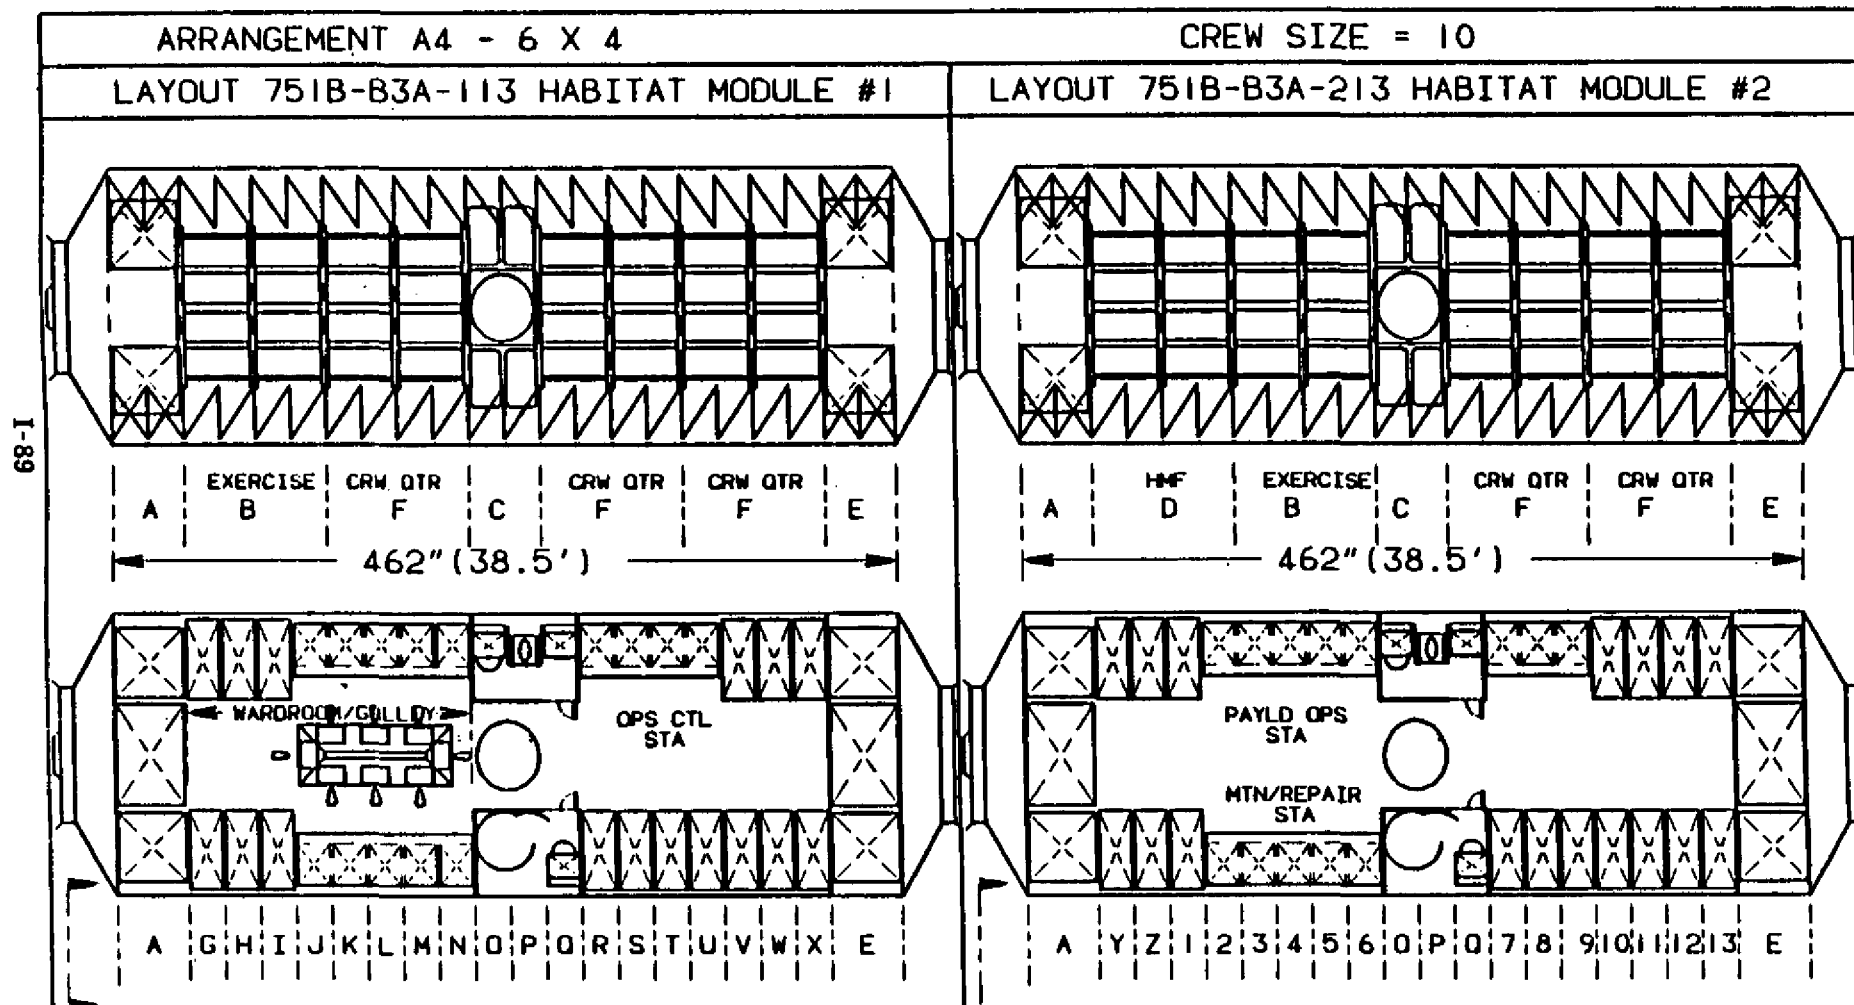 ARRANGEMENT A4 - 6 X 4
CREW SIZE = 10
LAYOUT 751B-B3A-113 HABITAT MODULE #1
LAYOUT 751B-B3A-213 HABITAT MODULE #2
I-89
EXERCISE CRW QTR CRW QTR CRW QTR
A B F C F F E
462"(38.5')
HMF EXERCISE CRW QTR CRW QTR
A D B C F F E
462"(38.5')
WARDROOM/GULLEY
OPS CTL
STA
A G H I J K L M N O P Q R S T U V W X E
PAYLD OPS
STA
MTN/REPAIR
STA
A Y Z 1 2 3 4 5 6 O P Q 7 8 9 10 11 12 13 E